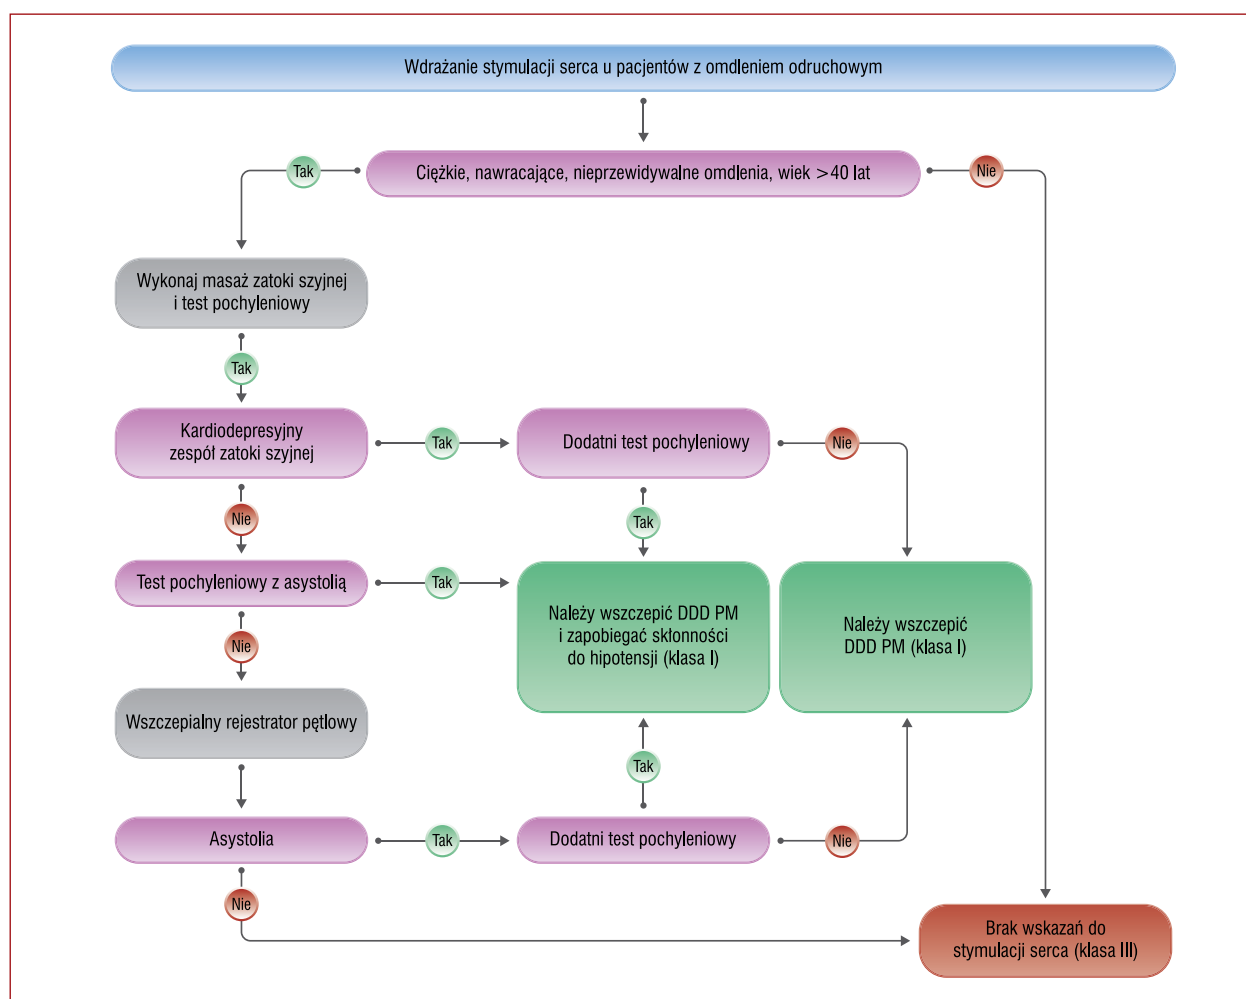 Wdrażanie stymulacji serca u pacjentów z omdleniem odruchowym
Tak
Ciężkie, nawracające, nieprzewidywalne omdlenia, wiek >40 lat
Nie
Wykonaj masaż zatoki szyjnej
i test pochyleniowy
Tak
Kardiodepresyjny
zespół zatoki szyjnej
Tak
Dodatni test pochyleniowy
Nie
Nie
Tak
Test pochyleniowy z asystolią
Tak
Należy wszczepić DDD PM
i zapobiegać skłonności
do hipotensji (klasa I)
Należy wszczepić
DDD PM (klasa I)
Nie
Wszczepialny rejestrator pętlowy
Tak
Asystolia
Tak
Dodatni test pochyleniowy
Nie
Nie
Brak wskazań do
stymulacji serca (klasa III)